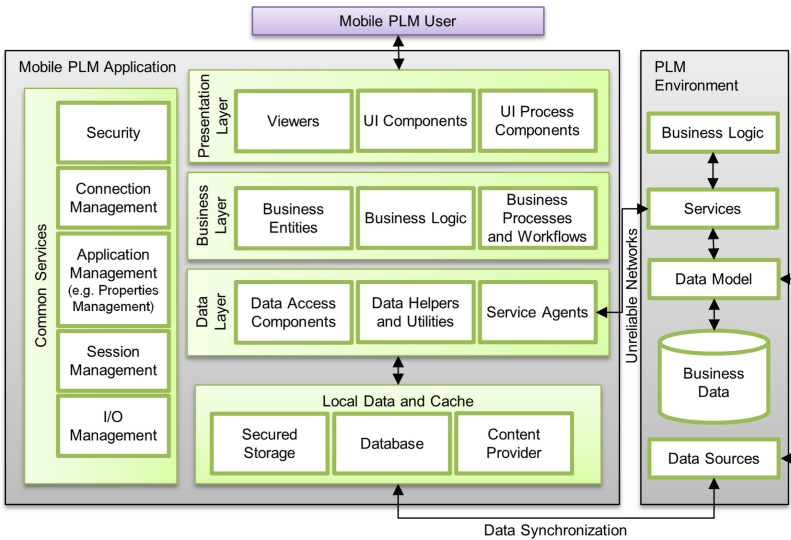 Mobile PLM User
Mobile PLM Application
Common Services
Security
Connection
Management
Application
Management
(e.g. Properties
Management)
Session
Management
I/O
Management
Presentation
Layer
Viewers
UI Components
UI Process
Components
Business
Layer
Business
Entities
Business Logic
Business
Processes
and Workflows
Data
Layer
Data Access
Components
Data Helpers
and Utilities
Service Agents
Local Data and Cache
Secured
Storage
Database
Content
Provider
Unreliable Networks
PLM
Environment
Business Logic
Services
Data Model
Business
Data
Data Sources
Data Synchronization